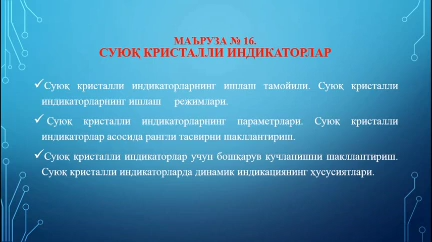 МАЪРУЗА № 16.
СУЮҚ КРИСТАЛЛИ ИНДИКАТОРЛАР
Суюқ кристалли индикаторларнинг ишлаш тамойили. Суюқ кристалли
индикаторларнинг ишлаш режимлари.
Суюқ кристалли индикаторларнинг параметрлари. Суюқ кристалли
индикаторлар асосида рангли тасвирни шакллантириш.
Суюқ кристалли индикаторлар учун бошкарув кучланишни шакллантириш.
Суюқ кристалли индикаторларда динамик индикациянинг хусусиятлари.